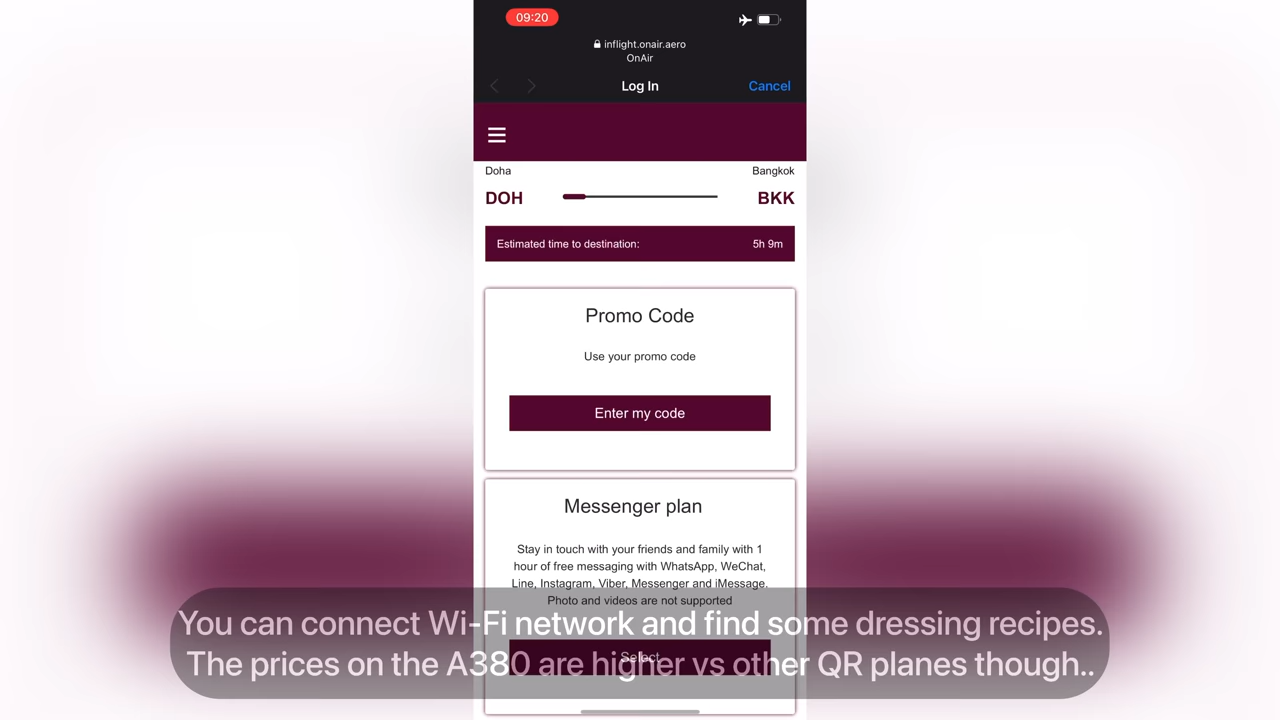 09:20
inflight.onair.aero
OnAir
Log In
Cancel
Doha
Bangkok
DOH
BKK
Estimated time to destination:
5h 9m
Promo Code
Use your promo code
Enter my code
Messenger plan
Stay in touch with your friends and family with 1
hour of free messaging with WhatsApp, WeChat,
Line, Instagram, Viber, Messenger and iMessage.
Photo and videos are not supported
Select
You can connect Wi-Fi network and find some dressing recipes.
The prices on the A380 are higher vs other QR planes though..